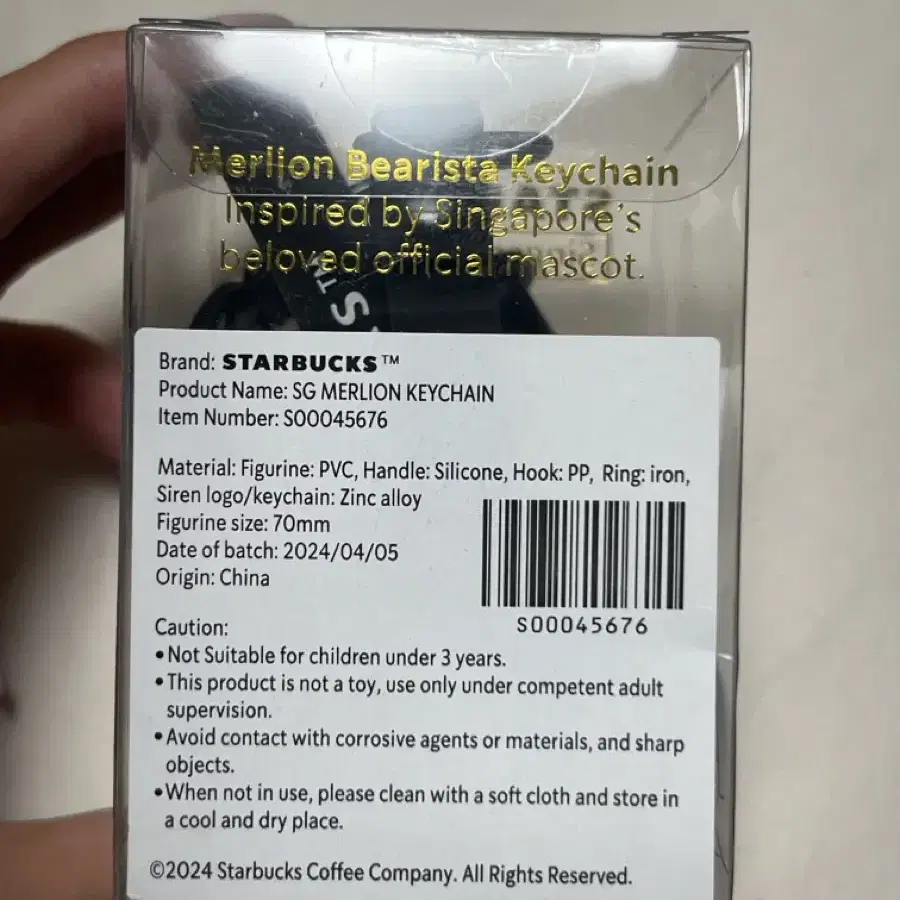 Merlion Bearista Keychain
Inspired by Singapore's
beloved official mascot.
TM S
Brand: STARBUCKS™
Product Name: SG MERLION KEYCHAIN
Item Number: S00045676
Material: Figurine: PVC, Handle: Silicone, Hook: PP, Ring: iron,
Siren logo/keychain: Zinc alloy
Figurine size: 70mm
Date of batch: 2024/04/05
Origin: China
S00045676
Caution:
•Not Suitable for children under 3 years.
•This product is not a toy, use only under competent adult
supervision.
•Avoid contact with corrosive agents or materials, and sharp
objects.
•When not in use, please clean with a soft cloth and store in
a cool and dry place.
©2024 Starbucks Coffee Company. All Rights Reserved.